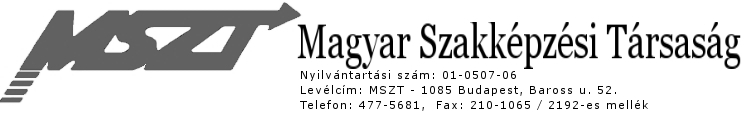 MSZT Magyar Szakképzési Társaság
Nyilvántartási szám: 01-0507-06
Levélcím: MSZT - 1085 Budapest, Baross u. 52.
Telefon: 477-5681, Fax: 210-1065 / 2192-es mellék